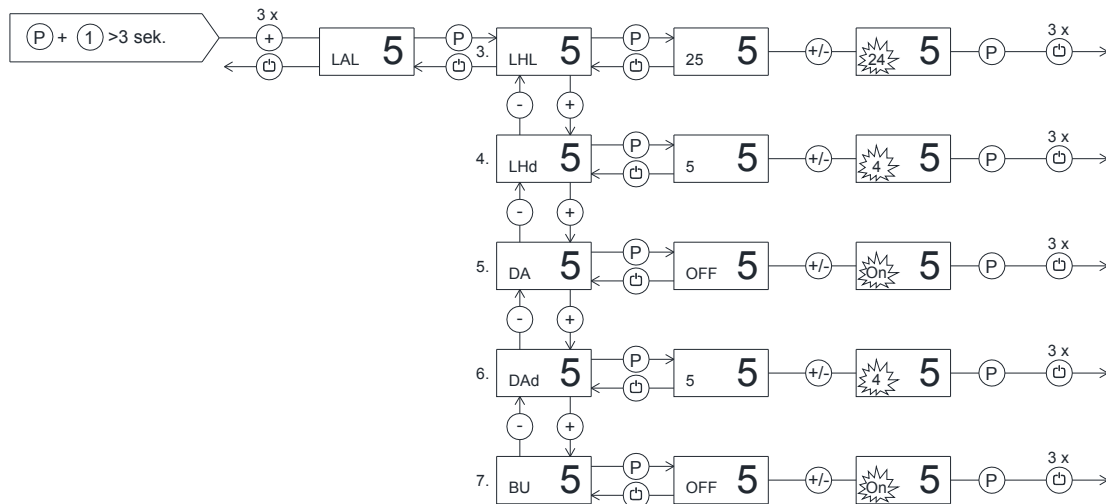 3 x
P + 1 >3 sek. + LAL 5 P 3. LHL 5 P 25 5 +/- 24 5 P 3 x
- +
4. LHd 5 P 5 5 +/- 4 5 P 3 x
- +
5. DA 5 P OFF 5 +/- On 5 P 3 x
- +
6. DAd 5 P 5 5 +/- 4 5 P 3 x
- +
7. BU 5 P OFF 5 +/- On 5 P 3 x